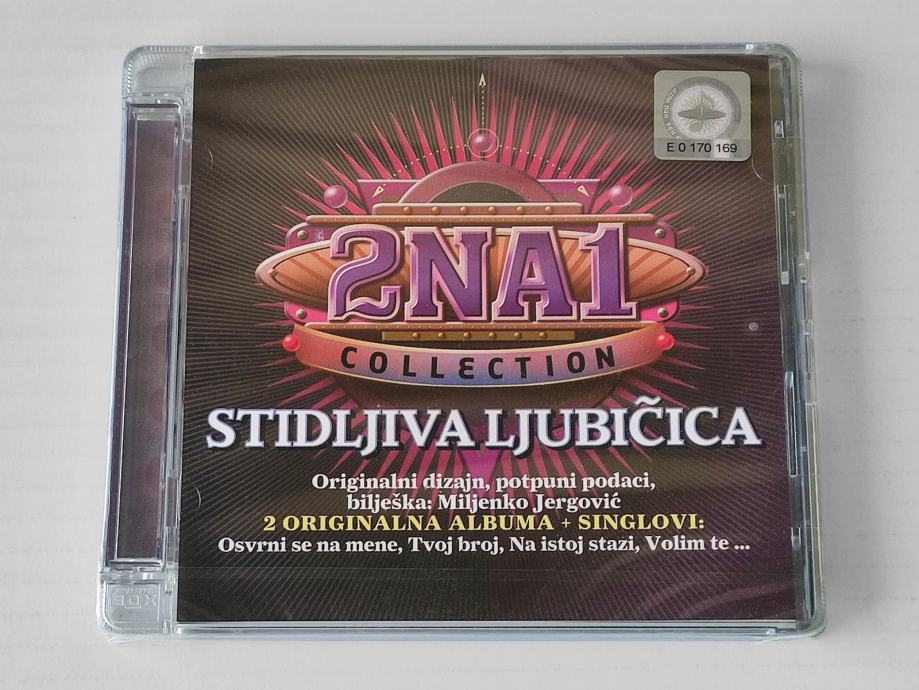 E 0 170 169
2NA1
COLLECTION
STIDLJIVA LJUBIČICA
Originalni dizajn, potpuni podaci,
bilješka: Miljenko Jergović
2 ORIGINALNA ALBUMA + SINGLOVI:
Osvrni se na mene, Tvoj broj, Na istoj stazi, Volim te ...